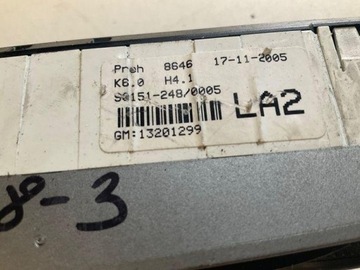 Preh 8646 17-11-2005
K6.0 H4.1
S0151-248/0005
LA2
GM:13201299
8-3